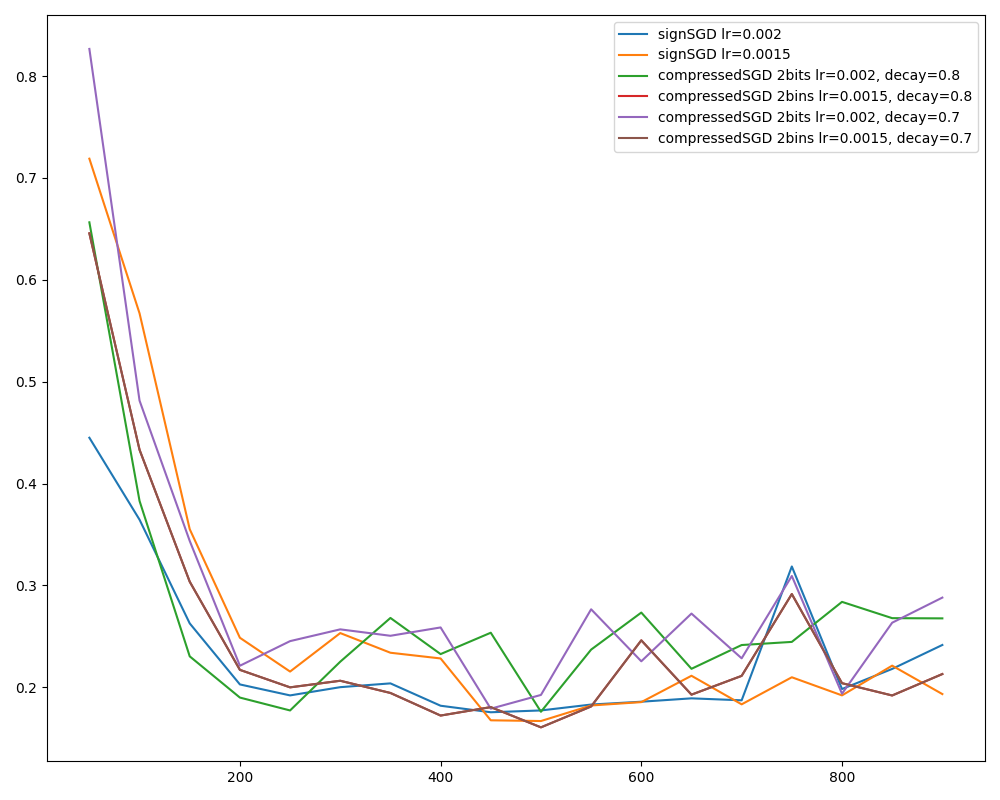 signSGD lr=0.002
signSGD lr=0.0015
compressedSGD 2bits lr=0.002, decay=0.8
compressedSGD 2bins lr=0.0015, decay=0.8
compressedSGD 2bits lr=0.002, decay=0.7
compressedSGD 2bins lr=0.0015, decay=0.7
0.8
0.7
0.6
0.5
0.4
0.3
0.2
200 400 600 800